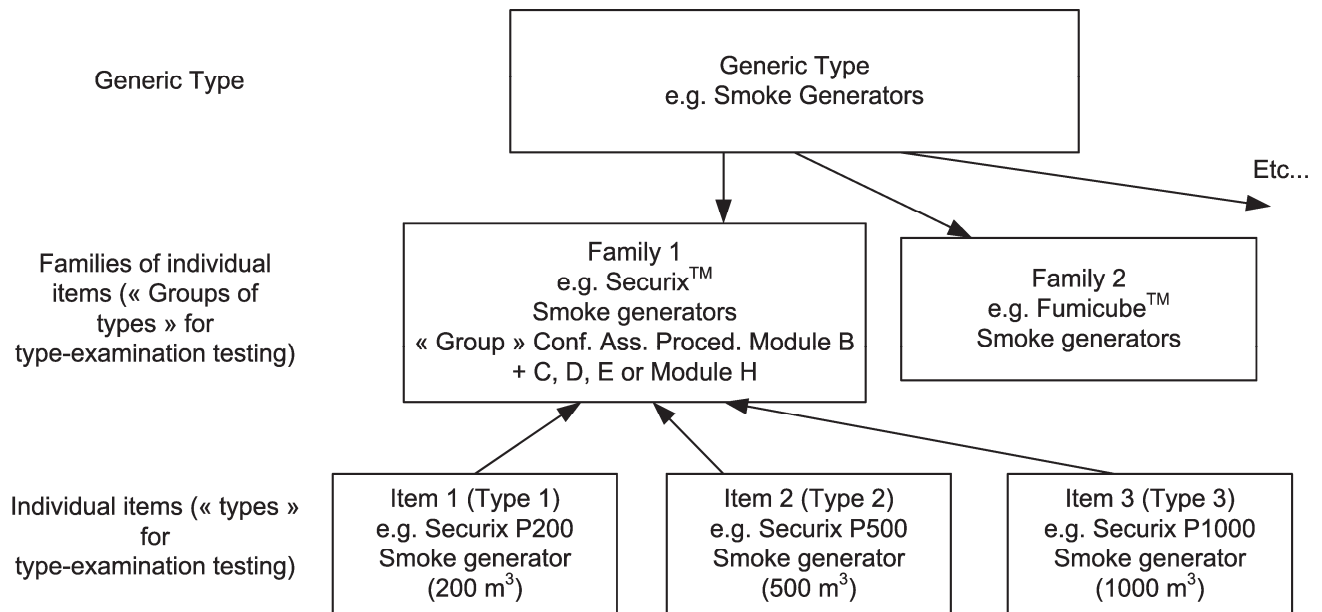 Generic Type
Generic Type
e.g. Smoke Generators
Etc...
Families of individual
items (« Groups of
types » for
type-examination testing)
Family 1
e.g. Securix™
Smoke generators
« Group » Conf. Ass. Proced. Module B
+ C, D, E or Module H
Family 2
e.g. Fumicube™
Smoke generators
Individual items (« types »
for
type-examination testing)
Item 1 (Type 1)
e.g. Securix P200
Smoke generator
(200 m³)
Item 2 (Type 2)
e.g. Securix P500
Smoke generator
(500 m³)
Item 3 (Type 3)
e.g. Securix P1000
Smoke generator
(1000 m³)